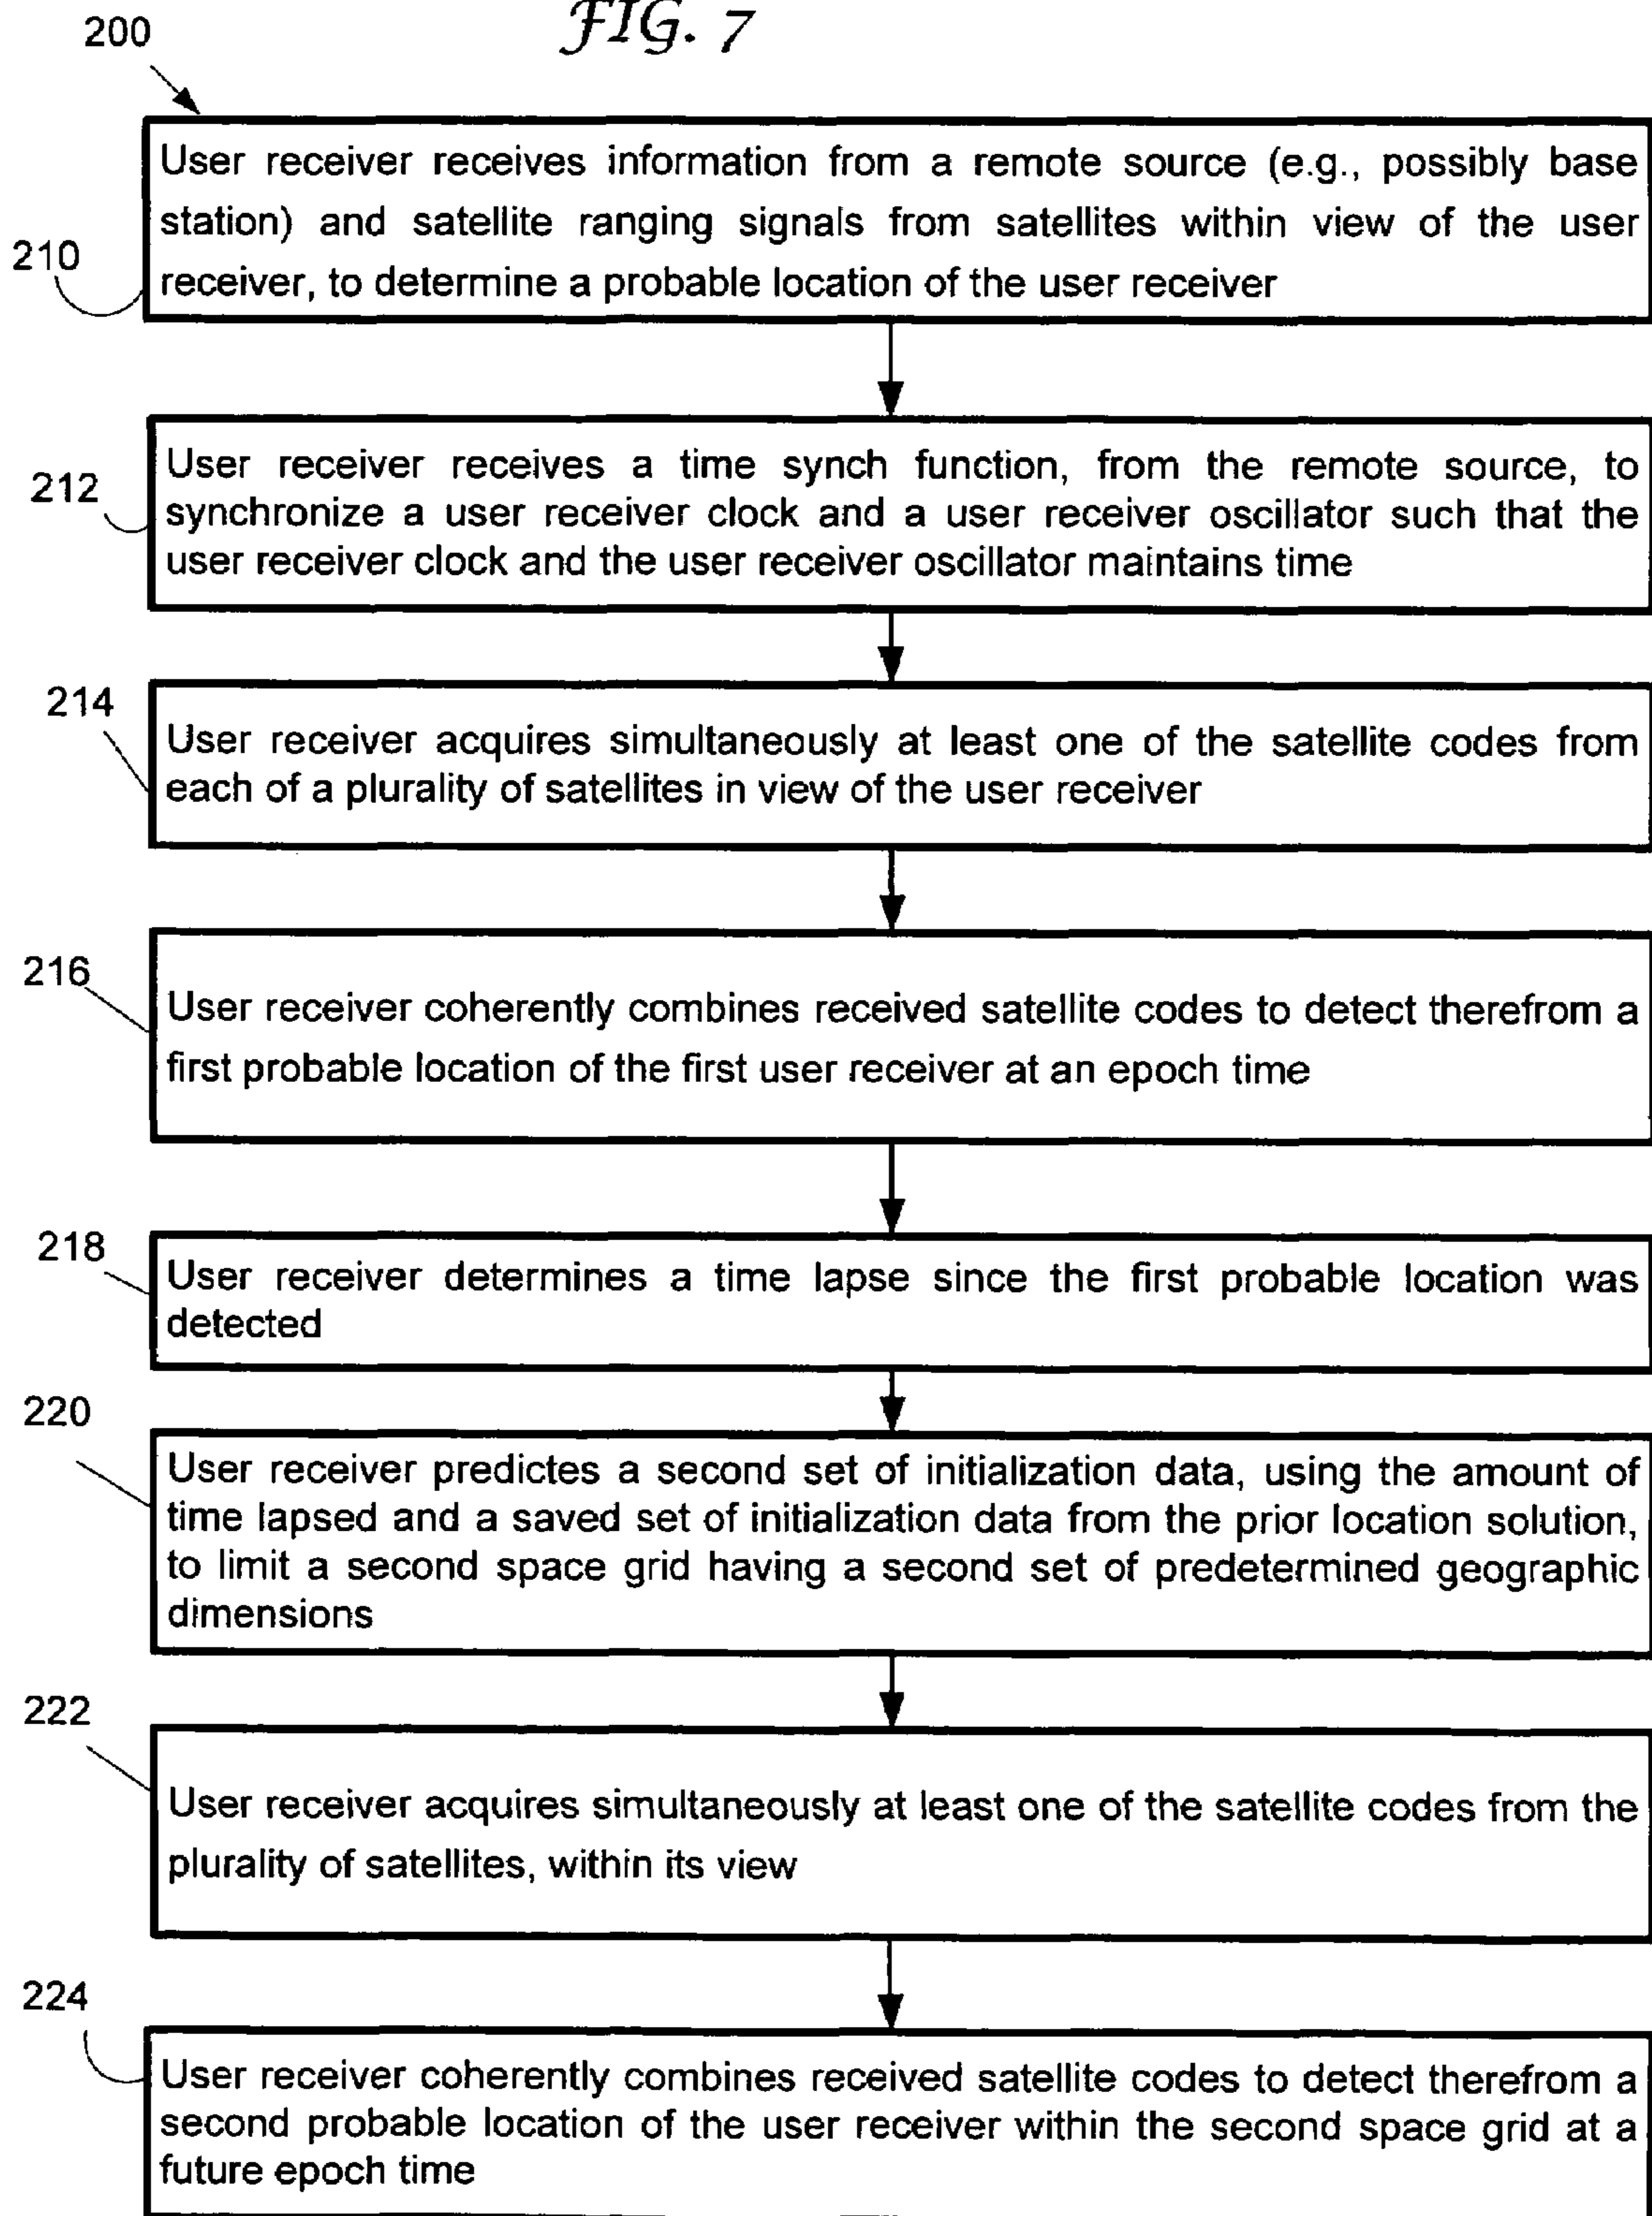 FIG. 7
200
210
User receiver receives information from a remote source (e.g., possibly base
station) and satellite ranging signals from satellites within view of the user
receiver, to determine a probable location of the user receiver
212
User receiver receives a time synch function, from the remote source, to
synchronize a user receiver clock and a user receiver oscillator such that the
user receiver clock and the user receiver oscillator maintains time
214
User receiver acquires simultaneously at least one of the satellite codes from
each of a plurality of satellites in view of the user receiver
216
User receiver coherently combines received satellite codes to detect therefrom a
first probable location of the first user receiver at an epoch time
218
User receiver determines a time lapse since the first probable location was
detected
220
User receiver predictes a second set of initialization data, using the amount of
time lapsed and a saved set of initialization data from the prior location solution,
to limit a second space grid having a second set of predetermined geographic
dimensions
222
User receiver acquires simultaneously at least one of the satellite codes from the
plurality of satellites, within its view
224
User receiver coherently combines received satellite codes to detect therefrom a
second probable location of the user receiver within the second space grid at a
future epoch time